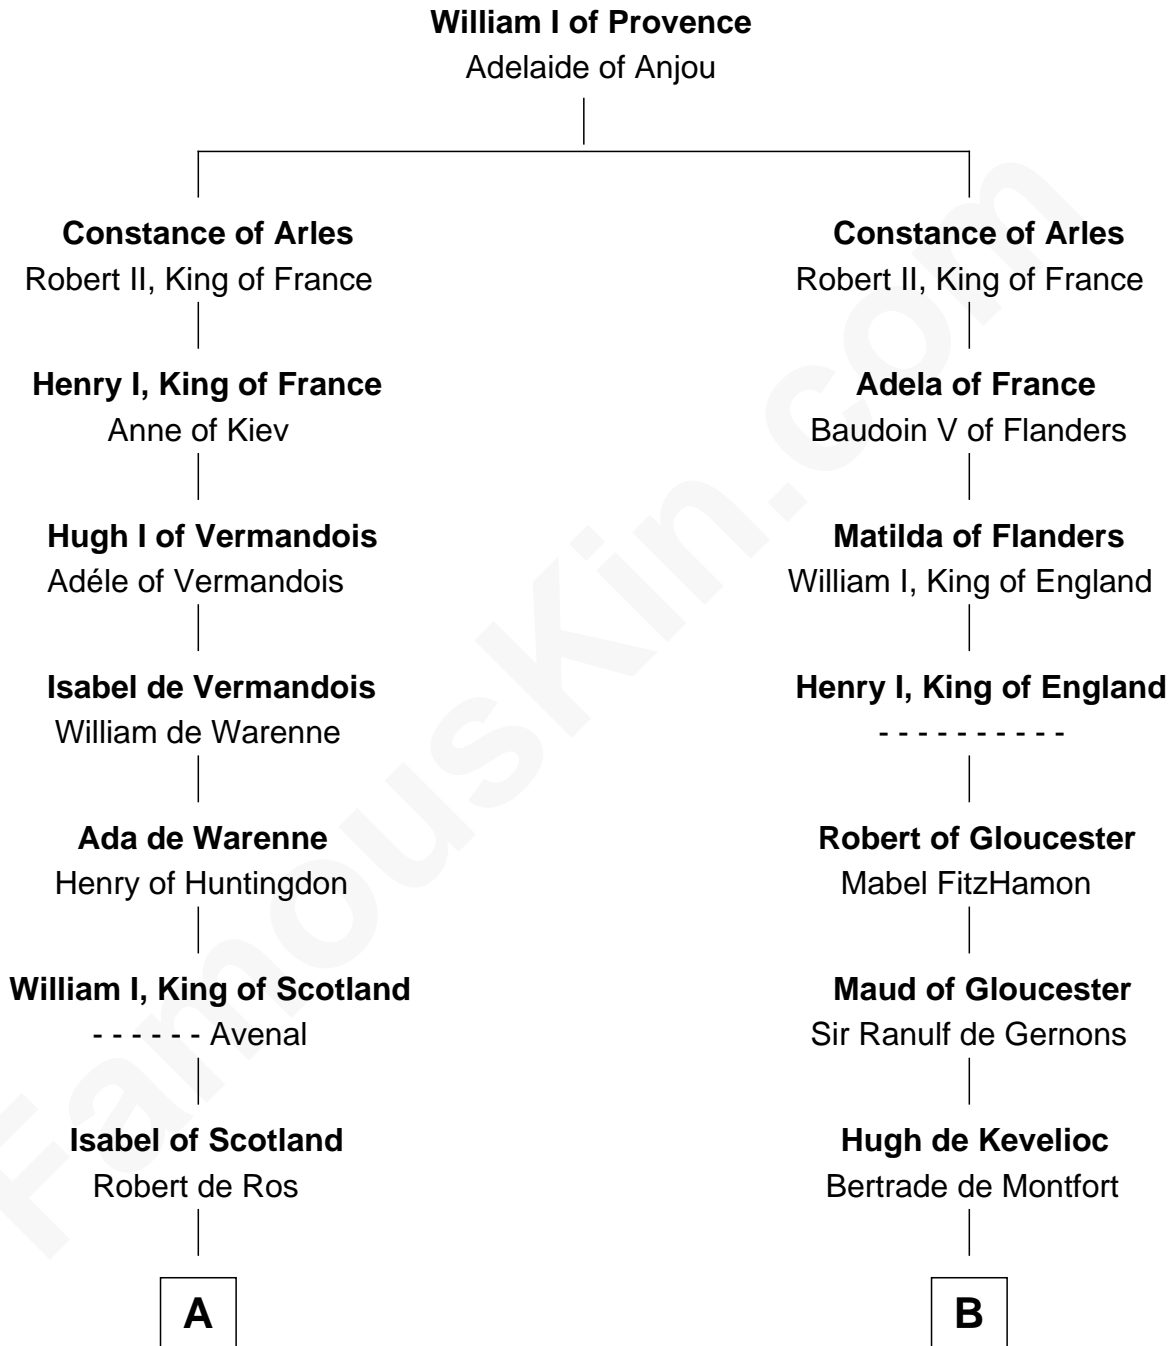 William I of Provence
Adelaide of Anjou
Constance of Arles
Robert II, King of France
Henry I, King of France
Anne of Kiev
Hugh I of Vermandois
Adéle of Vermandois
Isabel de Vermandois
William de Warenne
Ada de Warenne
Henry of Huntingdon
William I, King of Scotland
- - - - - - Avenal
Isabel of Scotland
Robert de Ros
A
Constance of Arles
Robert II, King of France
Adela of France
Baudoin V of Flanders
Matilda of Flanders
William I, King of England
Henry I, King of England
- - - - - - - - - -
Robert of Gloucester
Mabel FitzHamon
Maud of Gloucester
Sir Ranulf de Gernons
Hugh de Kevelioc
Bertrade de Montfort
B
FamousKin.com